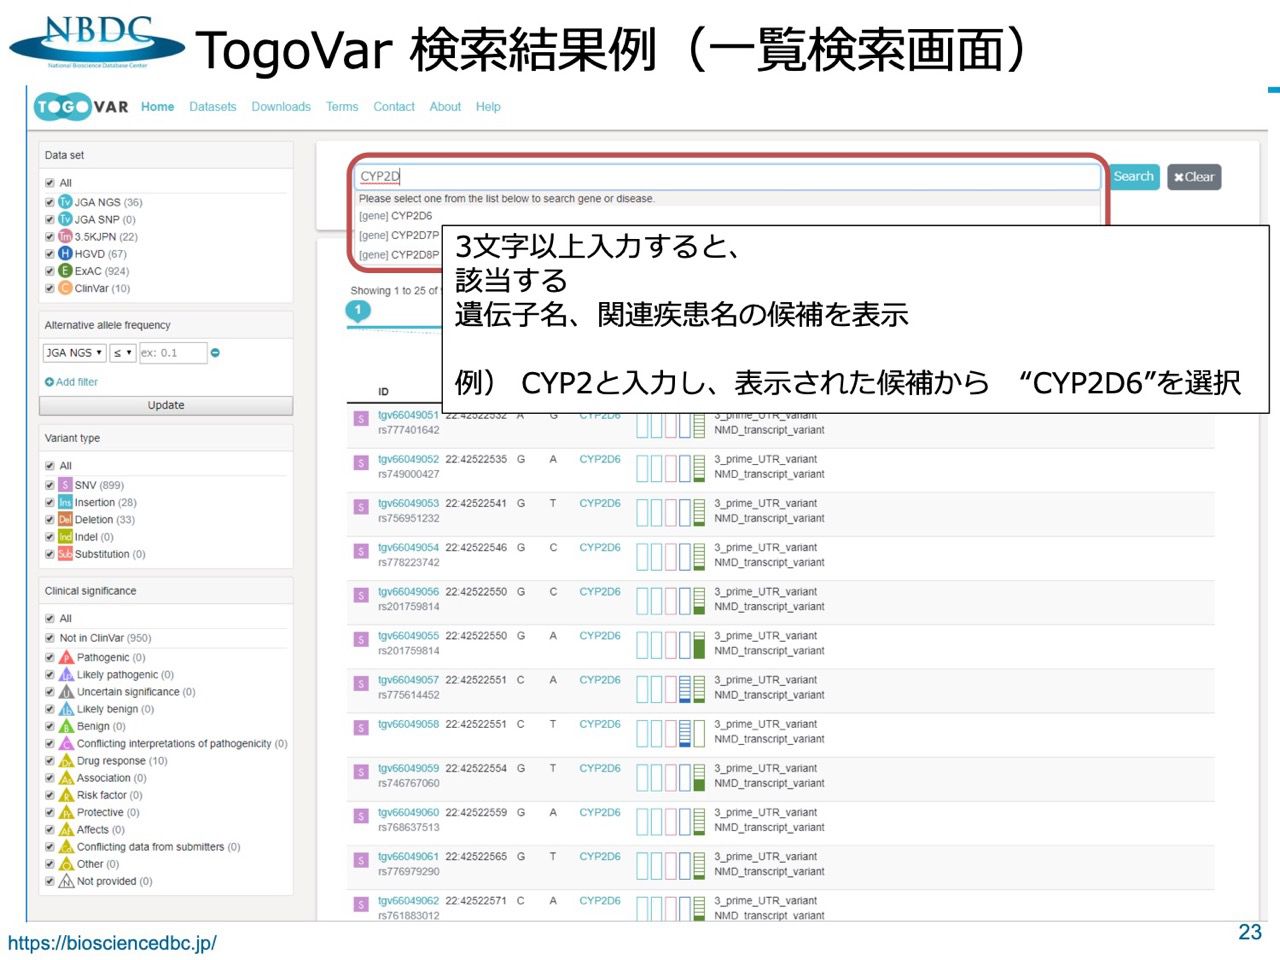 NBDC
National Bioscience Database Center
TogoVar 検索結果例（一覧検索画面）
TOGOVAR Home Datasets Downloads Terms Contact About Help
Data set
All
JGA NGS (36)
JGA SNP (0)
3.5KJPN (22)
HGVD (67)
ExAC (924)
ClinVar (10)
Alternative allele frequency
JGA NGS ≤ ex: 0.1
Add filter
Update
Variant type
All
S SNV (899)
Ins Insertion (28)
Del Deletion (33)
Ind Indel (0)
Sub Substitution (0)
Clinical significance
All
Not in ClinVar (950)
Pathogenic (0)
Likely pathogenic (0)
Uncertain significance (0)
Likely benign (0)
Benign (0)
Conflicting interpretations of pathogenicity (0)
Drug response (10)
Association (0)
Risk factor (0)
Protective (0)
Affects (0)
Conflicting data from submitters (0)
Other (0)
Not provided (0)
CYP2D Search Clear
Please select one from the list below to search gene or disease.
[gene] CYP2D6
[gene] CYP2D7P
[gene] CYP2D8P
3文字以上入力すると、
該当する
遺伝子名、関連疾患名の候補を表示
例） CYP2と入力し、表示された候補から “CYP2D6”を選択
Showing 1 to 25 of
1
ID
S tgv66049051 22:42522532 A G CYP2D6 3_prime_UTR_variant
rs777401642 NMD_transcript_variant
S tgv66049052 22:42522535 G A CYP2D6 3_prime_UTR_variant
rs749000427 NMD_transcript_variant
S tgv66049053 22:42522541 G T CYP2D6 3_prime_UTR_variant
rs756951232 NMD_transcript_variant
S tgv66049054 22:42522546 G C CYP2D6 3_prime_UTR_variant
rs778223742 NMD_transcript_variant
S tgv66049056 22:42522550 G C CYP2D6 3_prime_UTR_variant
rs201759814 NMD_transcript_variant
S tgv66049055 22:42522550 G A CYP2D6 3_prime_UTR_variant
rs201759814 NMD_transcript_variant
S tgv66049057 22:42522551 C A CYP2D6 3_prime_UTR_variant
rs775614452 NMD_transcript_variant
S tgv66049058 22:42522551 C T CYP2D6 3_prime_UTR_variant
NMD_transcript_variant
S tgv66049059 22:42522554 G T CYP2D6 3_prime_UTR_variant
rs746767060 NMD_transcript_variant
S tgv66049060 22:42522559 G A CYP2D6 3_prime_UTR_variant
rs768637513 NMD_transcript_variant
S tgv66049061 22:42522565 G T CYP2D6 3_prime_UTR_variant
rs776979290 NMD_transcript_variant
S tgv66049062 22:42522571 C A CYP2D6 3_prime_UTR_variant
rs761883012 NMD_transcript_variant
https://biosciencedbc.jp/
23